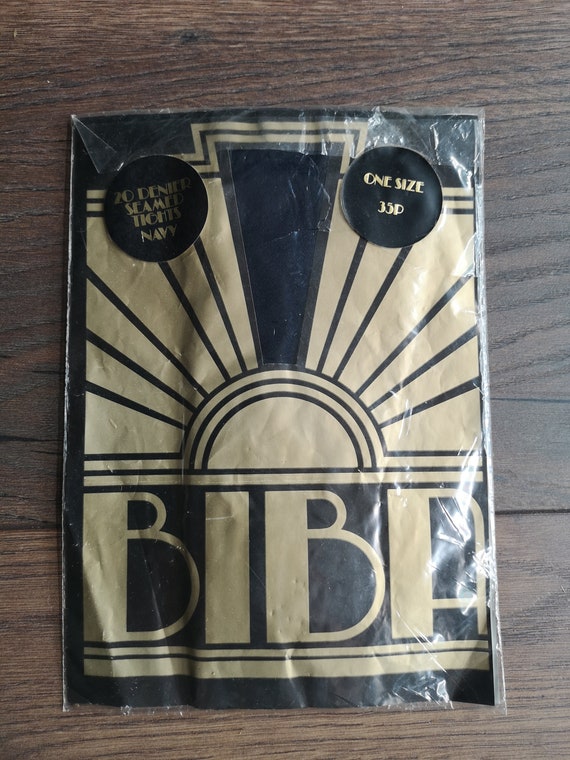 20 DENIER
SEAMED
TIGHTS
NAVY
ONE SIZE
35P
BIBA